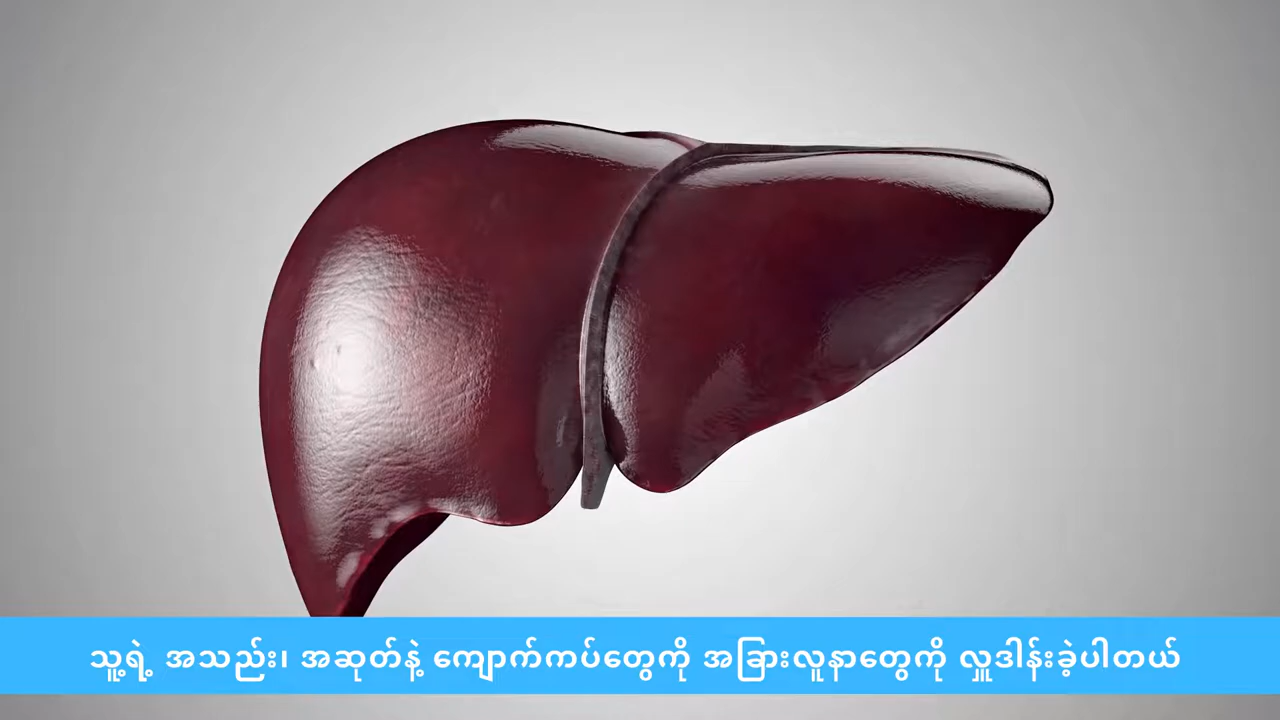 သူ့ရဲ့ အသည်း၊ အဆုတ်နဲ့ ကျောက်ကပ်တွေကို အခြားလူနာတွေကို လှူဒါန်းခဲ့ပါတယ်